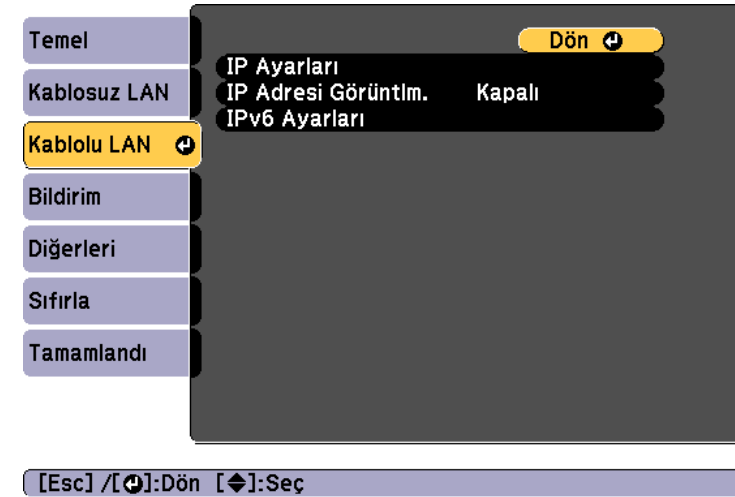 Temel
Kablosuz LAN
Kablolu LAN
Bildirim
Diğerleri
Sıfırla
Tamamlandı
Dön
IP Ayarları
IP Adresi Görüntlm. Kapalı
IPv6 Ayarları
[Esc] /[⏎]:Dön [◆]:Seç